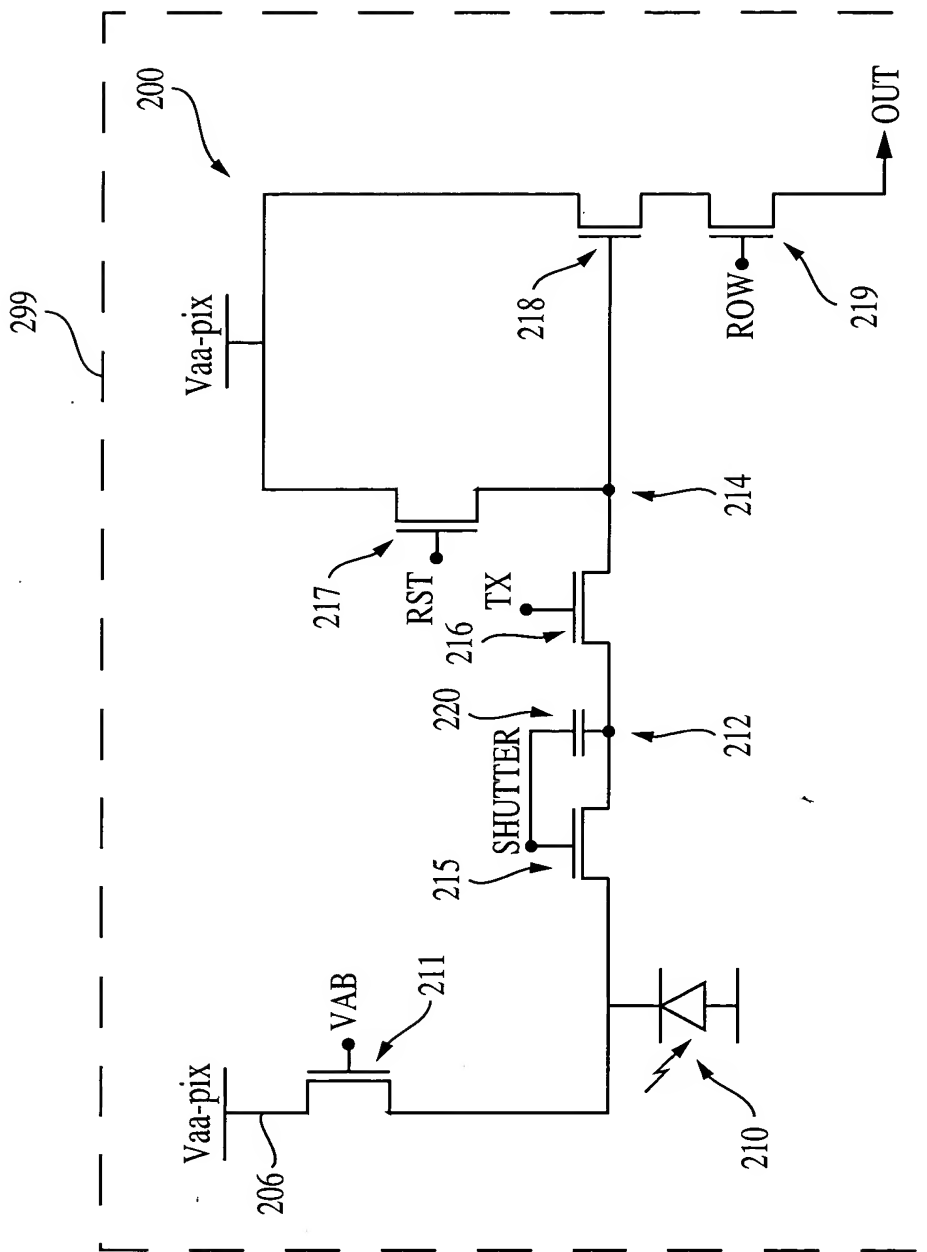 299
200
Vaa-pix
Vaa-pix
206
VAB
211
210
SHUTTER
215
220
212
TX
216
RST
217
214
218
ROW
219
OUT